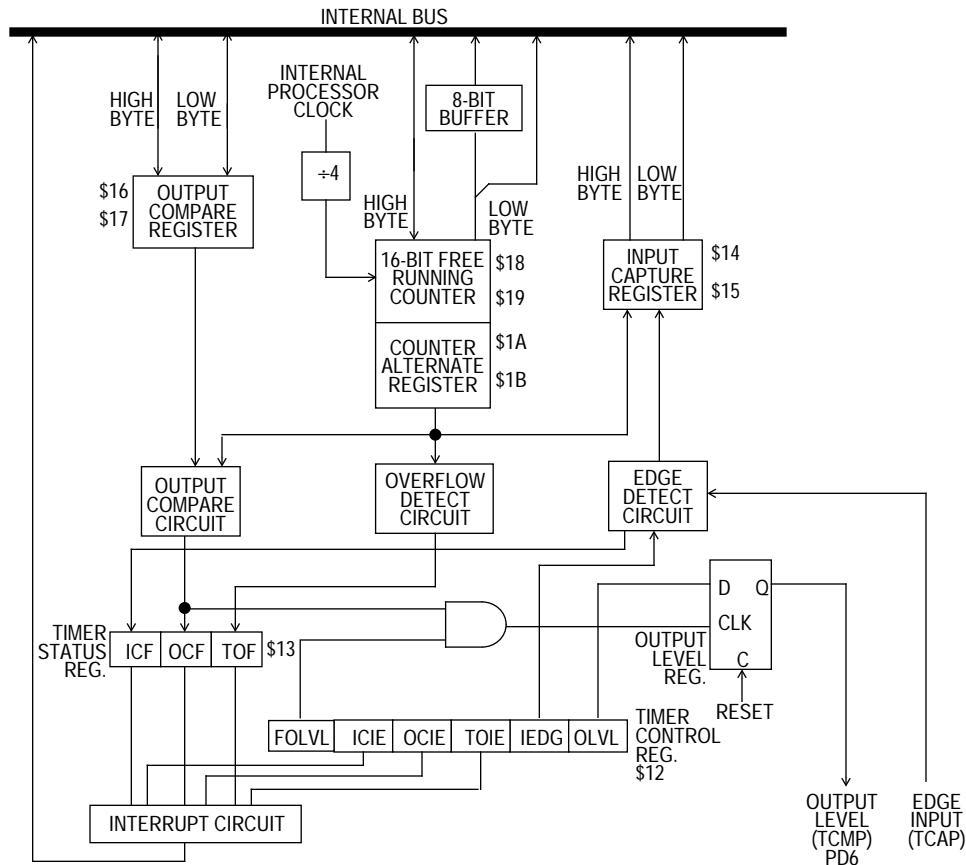 INTERNAL BUS
HIGH
BYTE
LOW
BYTE
INTERNAL
PROCESSOR
CLOCK
÷4
8-BIT
BUFFER
HIGH
BYTE
LOW
BYTE
HIGH
BYTE
LOW
BYTE
$16
$17
OUTPUT
COMPARE
REGISTER
16-BIT FREE
RUNNING
COUNTER
$18
$19
COUNTER
ALTERNATE
REGISTER
$1A
$1B
INPUT
CAPTURE
REGISTER
$14
$15
OUTPUT
COMPARE
CIRCUIT
OVERFLOW
DETECT
CIRCUIT
EDGE
DETECT
CIRCUIT
D Q
CLK
C
OUTPUT
LEVEL
REG.
RESET
TIMER
STATUS
REG.
ICF OCF TOF
$13
FOLVL ICIE OCIE TOIE IEDG OLVL
TIMER
CONTROL
REG.
$12
INTERRUPT CIRCUIT
OUTPUT
LEVEL
(TCMP)
PD6
EDGE
INPUT
(TCAP)